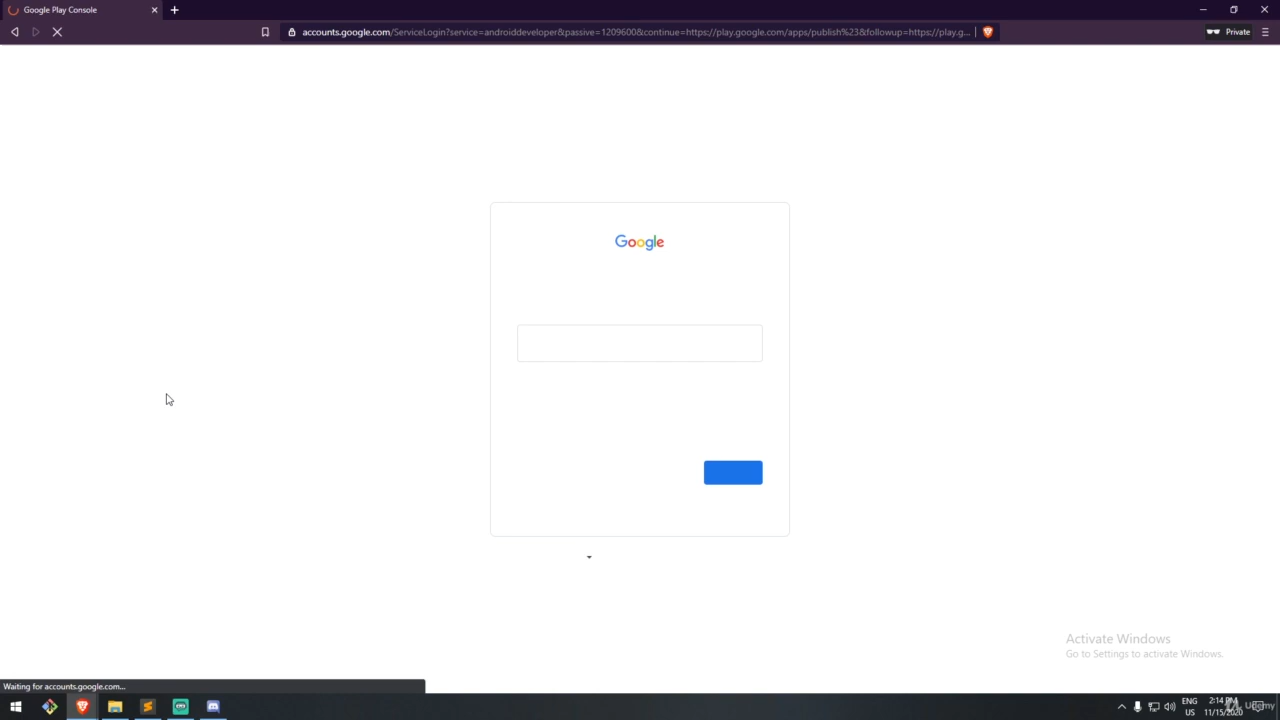 Google Play Console
accounts.google.com/ServiceLogin?service=androiddeveloper&passive=1209600&continue=https://play.google.com/apps/publish%23&followup=https://play.g...
Private
Google
Activate Windows
Go to Settings to activate Windows.
Waiting for accounts.google.com...
ENG
US
2:14 PM
11/15/2020
Udemy